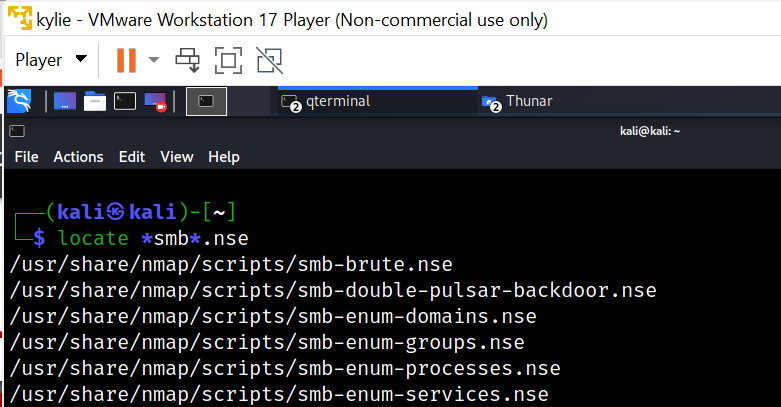 kylie - VMware Workstation 17 Player (Non-commercial use only)
Player
2 qterminal
2 Thunar
kali@kali: ~
File Actions Edit View Help
(kali㉿kali)-[~]
$ locate *smb*.nse
/usr/share/nmap/scripts/smb-brute.nse
/usr/share/nmap/scripts/smb-double-pulsar-backdoor.nse
/usr/share/nmap/scripts/smb-enum-domains.nse
/usr/share/nmap/scripts/smb-enum-groups.nse
/usr/share/nmap/scripts/smb-enum-processes.nse
/usr/share/nmap/scripts/smb-enum-services.nse